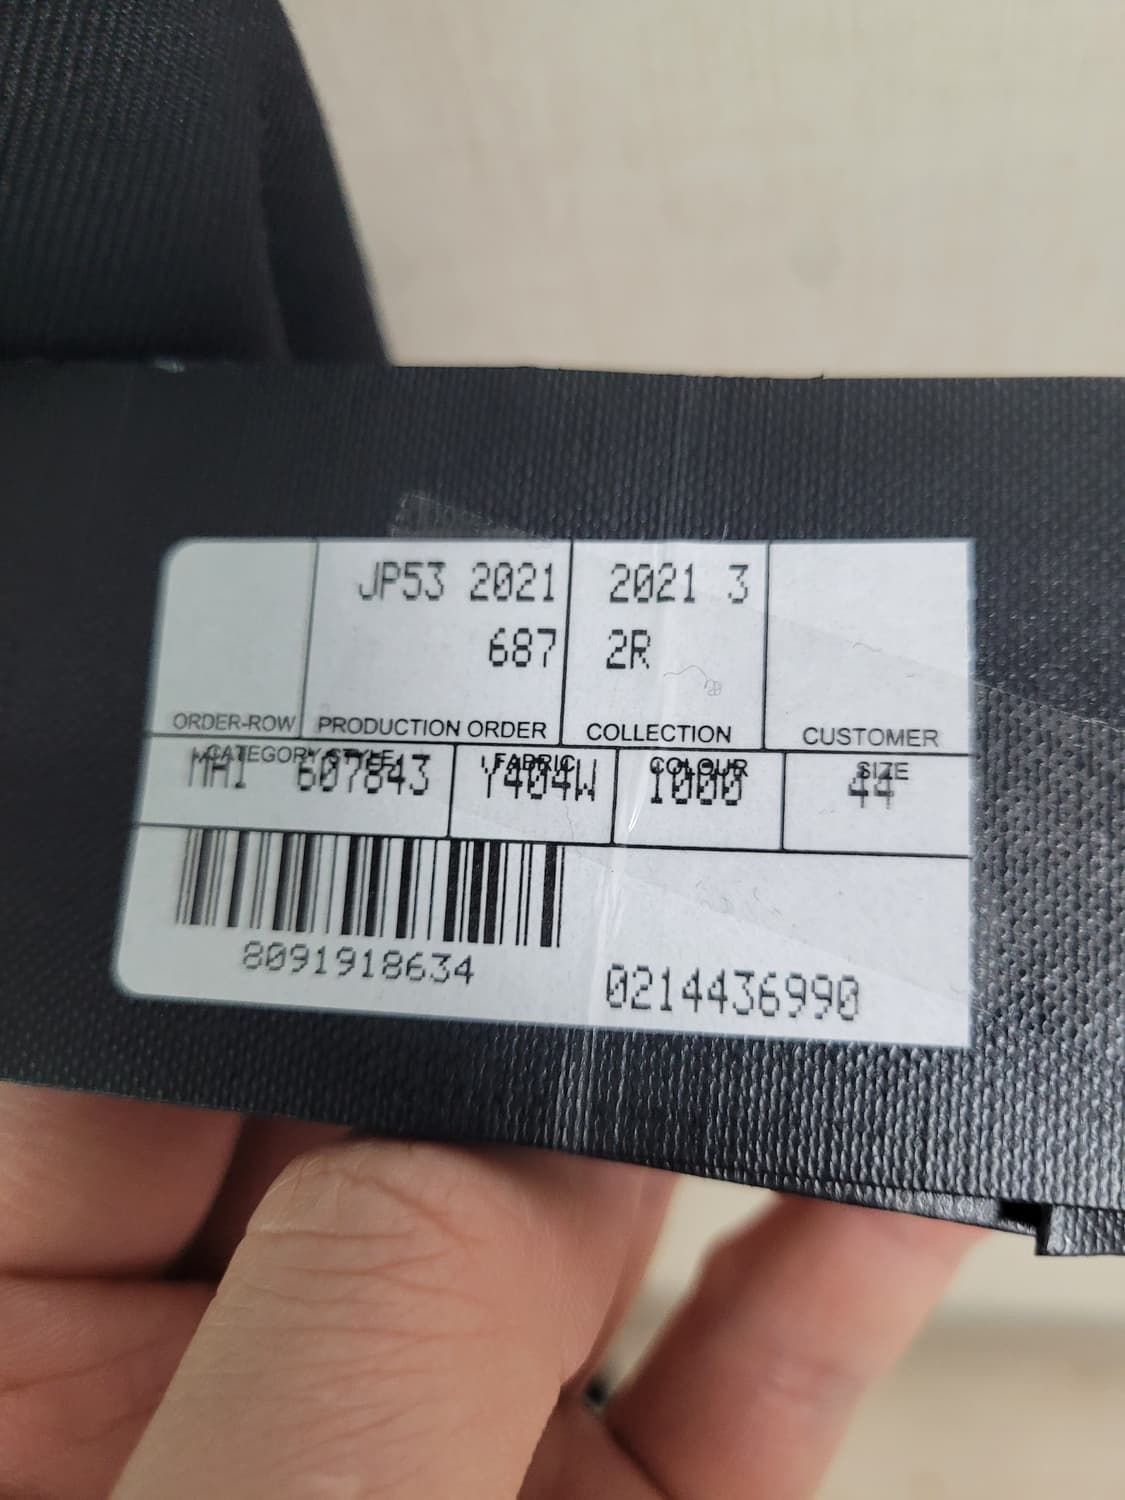 JP53 2021
687
2021 3
2R
ORDER-ROW
PRODUCTION ORDER
COLLECTION
CUSTOMER
CATEGORY STYLE
607843
FABRIC
Y404W
COLOUR
1000
SIZE
44
8091918634
0214436990